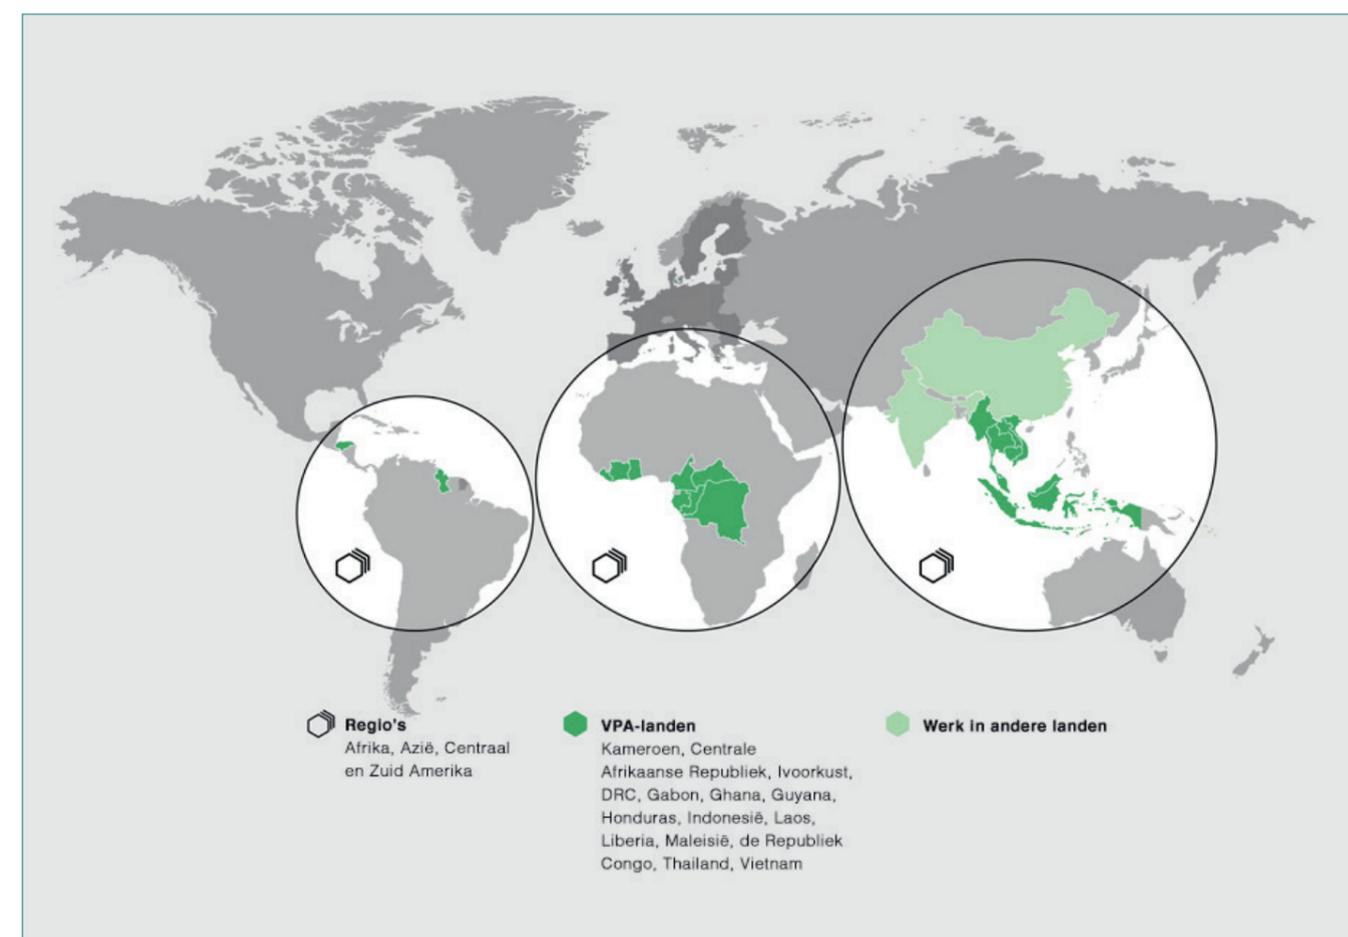 Regio's
Afrika, Azië, Centraal
en Zuid Amerika
VPA-landen
Kameroen, Centrale
Afrikaanse Republiek, Ivoorkust,
DRC, Gabon, Ghana, Guyana,
Honduras, Indonesië, Laos,
Liberia, Maleisië, de Republiek
Congo, Thailand, Vietnam
Werk in andere landen